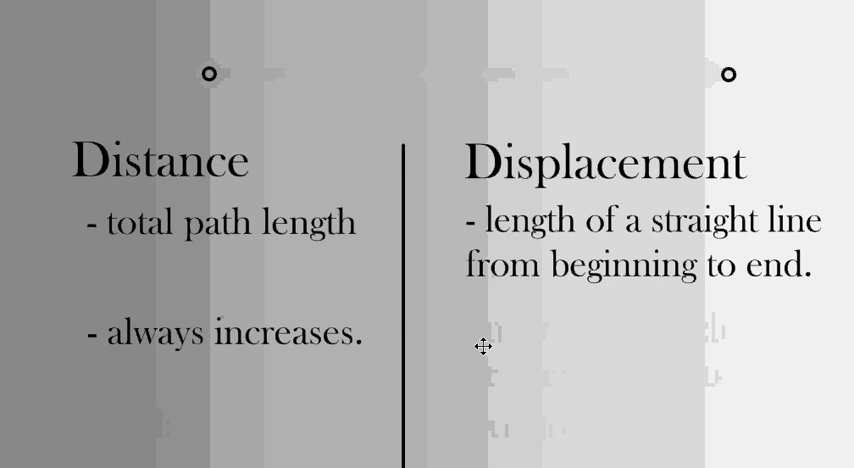 Distance
- total path length
- always increases.
Displacement
- length of a straight line
from beginning to end.